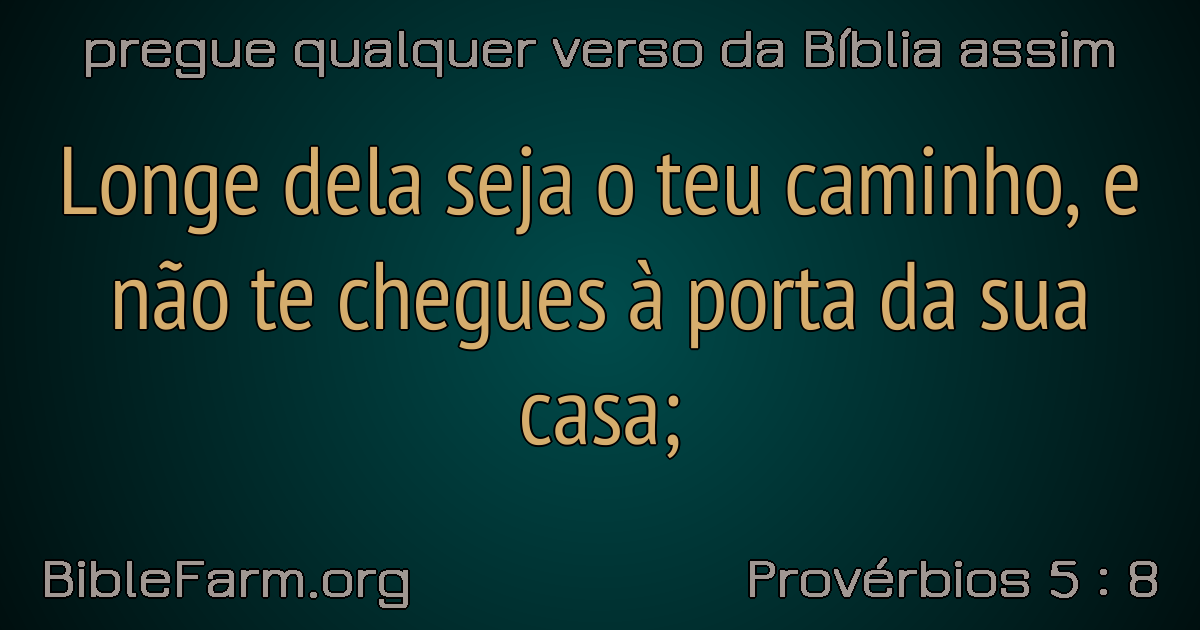 pregue qualquer verso da Bíblia assim
Longe dela seja o teu caminho, e
não te chegues à porta da sua
casa;
BibleFarm.org
Provérbios 5 : 8